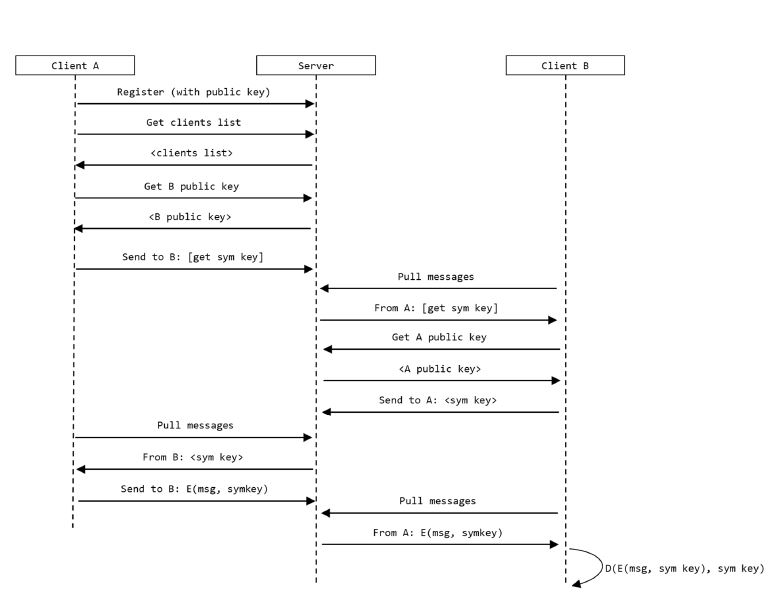 Client A
Server
Client B
Register (with public key)
Get clients list
<clients list>
Get B public key
<B public key>
Send to B: [get sym key]
Pull messages
From A: [get sym key]
Get A public key
<A public key>
Send to A: <sym key>
Pull messages
From B: <sym key>
Send to B: E(msg, symkey)
Pull messages
From A: E(msg, symkey)
D(E(msg, sym key), sym key)